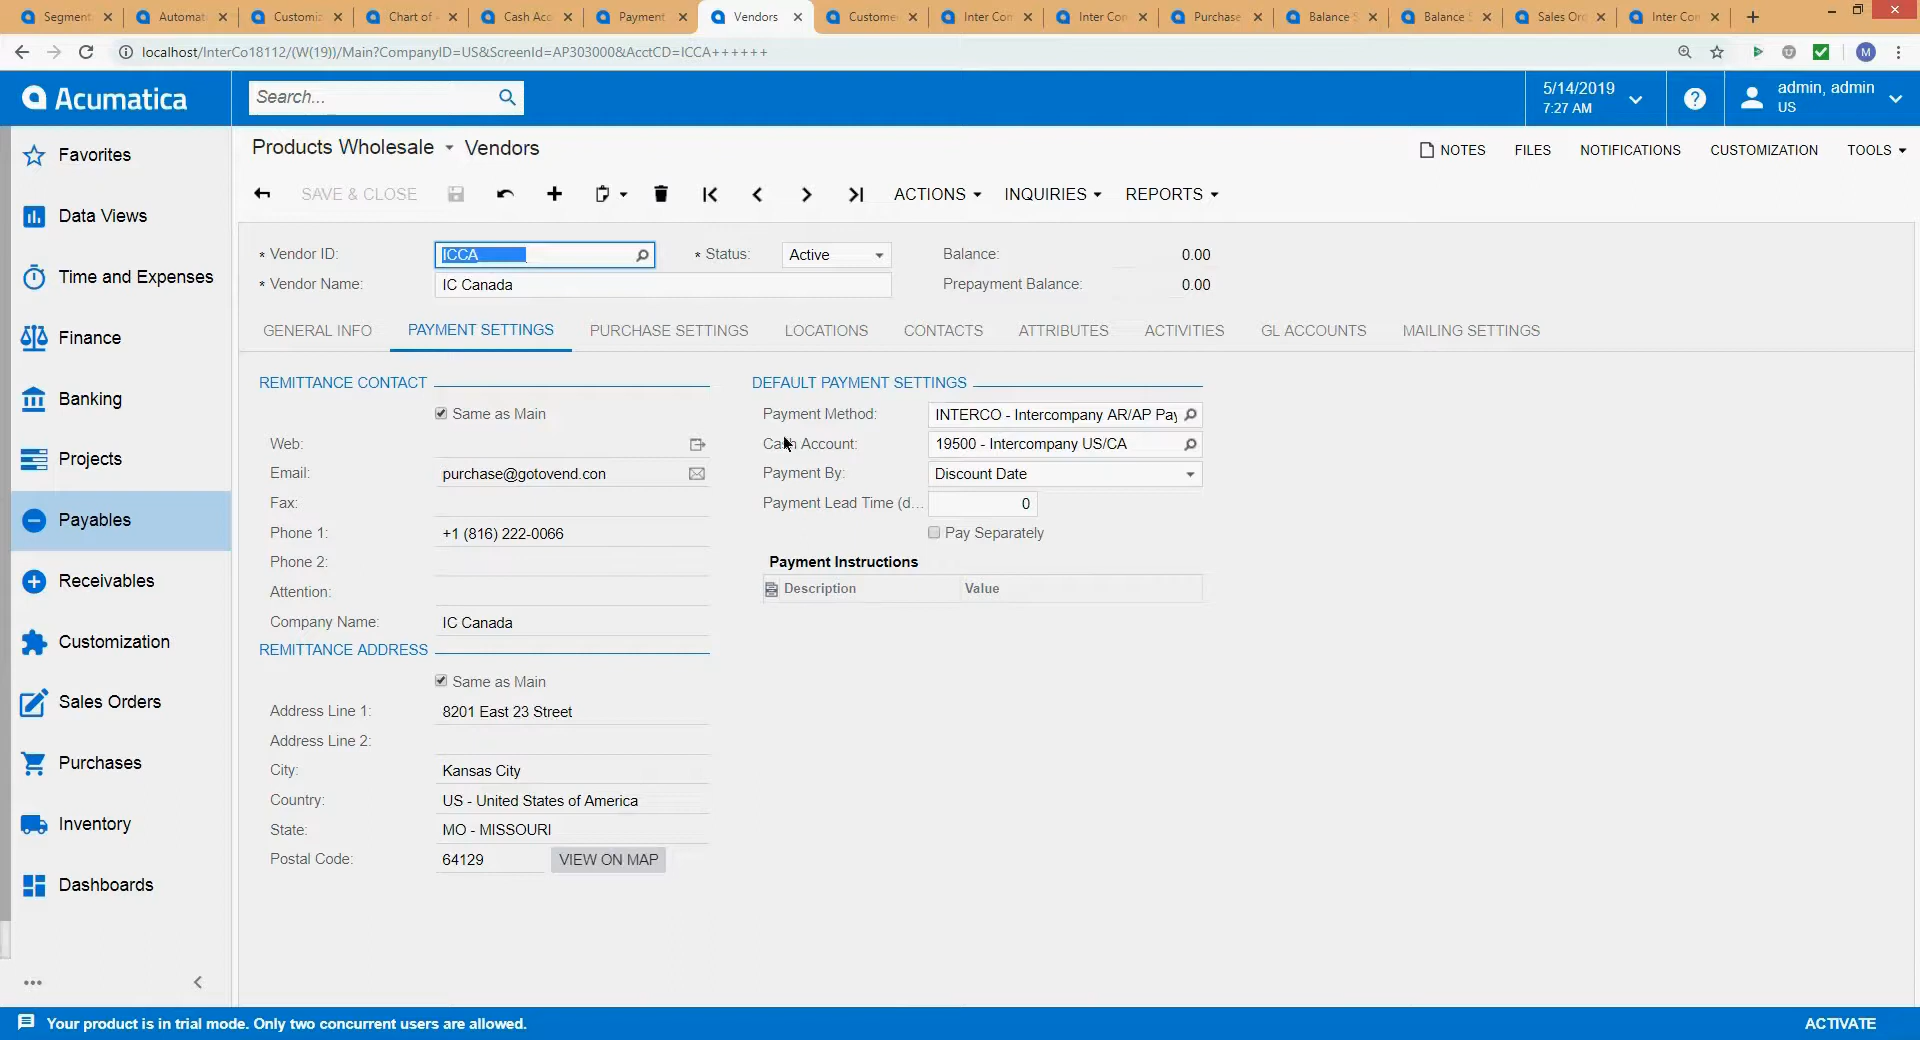 Segment
Automat
Customiz
Chart of
Cash Acc
Payment
Vendors
Custome
Inter Con
Inter Con
Purchase
Balance S
Balance S
Sales Ord
Inter Con
localhost/InterCo18112/(W(19))/Main?CompanyID=US&ScreenId=AP303000&AcctCD=ICCA++++++
M
Acumatica
Search...
5/14/2019
7:27 AM
admin, admin
US
Favorites
Data Views
Time and Expenses
Finance
Banking
Projects
Payables
Receivables
Customization
Sales Orders
Purchases
Inventory
Dashboards
Products Wholesale Vendors
NOTES FILES NOTIFICATIONS CUSTOMIZATION TOOLS
SAVE & CLOSE ACTIONS INQUIRIES REPORTS
* Vendor ID: ICCA * Status: Active Balance: 0.00
* Vendor Name: IC Canada Prepayment Balance: 0.00
GENERAL INFO PAYMENT SETTINGS PURCHASE SETTINGS LOCATIONS CONTACTS ATTRIBUTES ACTIVITIES GL ACCOUNTS MAILING SETTINGS
REMITTANCE CONTACT
Same as Main
Web:
Email: purchase@gotovend.con
Fax:
Phone 1: +1 (816) 222-0066
Phone 2:
Attention:
Company Name: IC Canada
REMITTANCE ADDRESS
Same as Main
Address Line 1: 8201 East 23 Street
Address Line 2:
City: Kansas City
Country: US - United States of America
State: MO - MISSOURI
Postal Code: 64129 VIEW ON MAP
DEFAULT PAYMENT SETTINGS
Payment Method: INTERCO - Intercompany AR/AP Pay
Cash Account: 19500 - Intercompany US/CA
Payment By: Discount Date
Payment Lead Time (d... 0
Pay Separately
Payment Instructions
Description Value
Your product is in trial mode. Only two concurrent users are allowed.
ACTIVATE